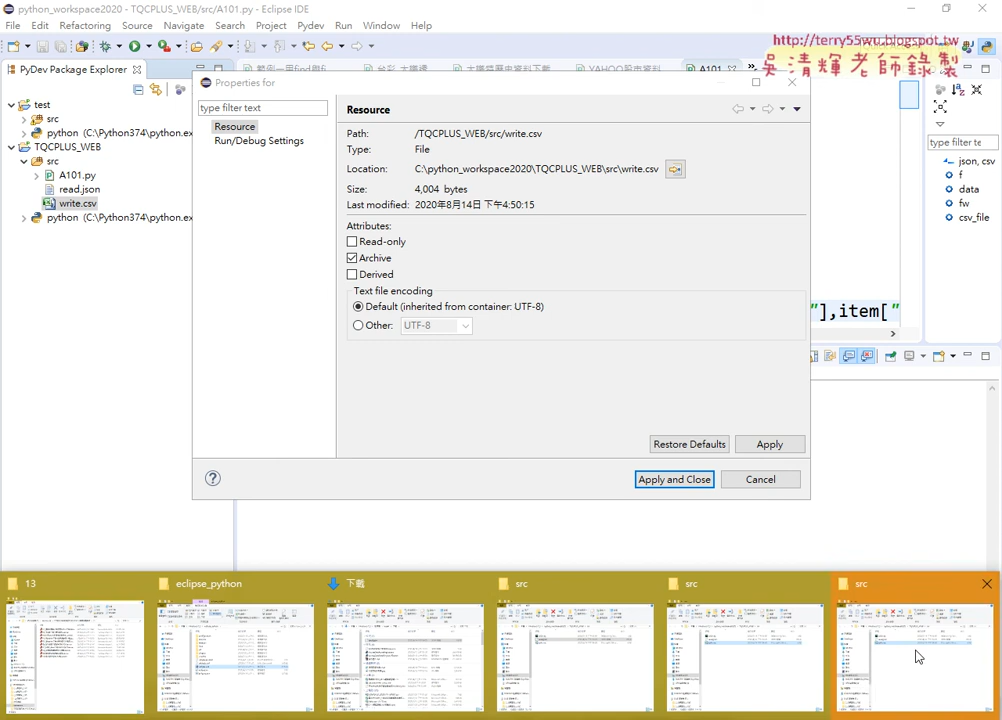 python_workspace2020 - TQCPLUS_WEB/src/A101.py - Eclipse IDE
File Edit Refactoring Source Navigate Search Project Pydev Run Window Help
http://terry55wu.blogspot.tw
吳清輝老師錄製
PyDev Package Explorer
A101
Properties for
test
src
python (C:\Python374\python.ex
TQCPLUS_WEB
src
A101.py
read.json
write.csv
python (C:\Python374\python.ex
type filter text
Resource
Run/Debug Settings
Resource
Path: /TQCPLUS_WEB/src/write.csv
Type: File
Location: C:\python_workspace2020\TQCPLUS_WEB\src\write.csv
Size: 4,004 bytes
Last modified: 2020年8月14日 下午4:50:15
Attributes:
Read-only
Archive
Derived
Text file encoding
Default (inherited from container: UTF-8)
Other: UTF-8
Restore Defaults Apply
Apply and Close Cancel
type filter te
json, csv
f
data
fw
csv_file
"],item["
13
eclipse_python
下載
src
src
src